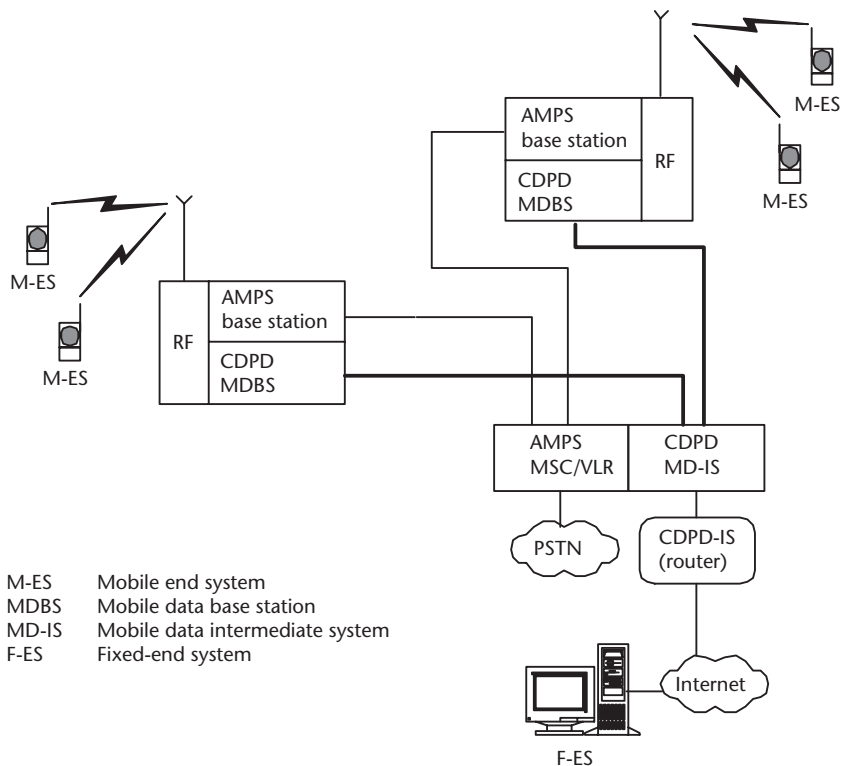 AMPS
base station
RF
CDPD
MDBS
M-ES
M-ES
M-ES
M-ES
RF
AMPS
base station
CDPD
MDBS
AMPS
MSC/VLR
CDPD
MD-IS
PSTN
CDPD-IS
(router)
M-ES Mobile end system
MDBS Mobile data base station
MD-IS Mobile data intermediate system
F-ES Fixed-end system
Internet
F-ES